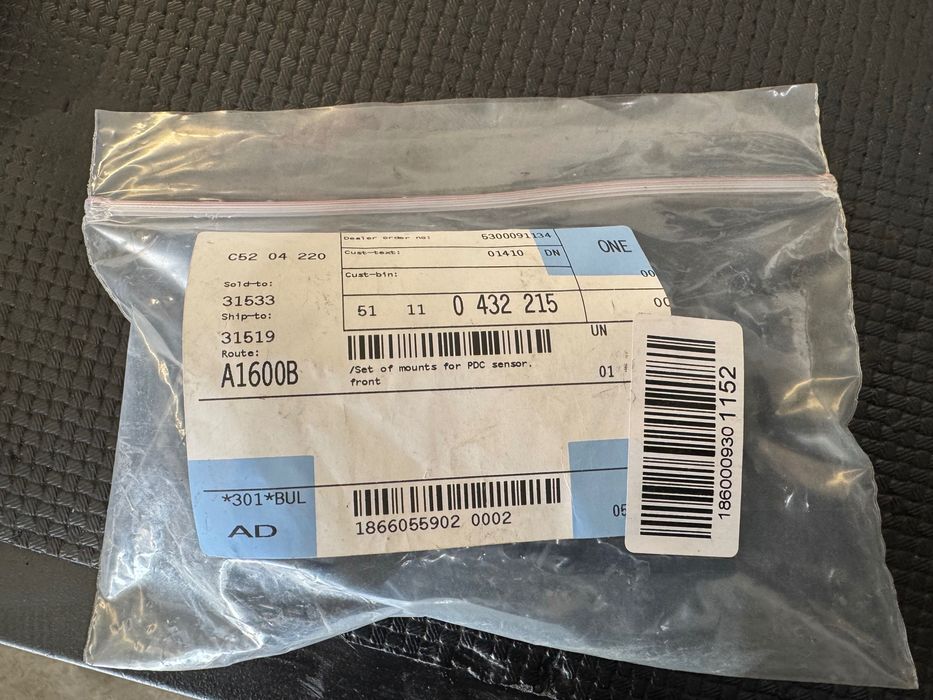 C52 04 220
Sold-to:
31533
Ship-to:
31519
Route:
A1600B
Dealer order no: 5300091134
Cust-text: 01410 DN
Cust-bin:
51 11 0 432 215
/Set of mounts for PDC sensor.
front
ONE
00
UN
01
*301*BUL
AD
1866055902 0002
05
186000930 1152